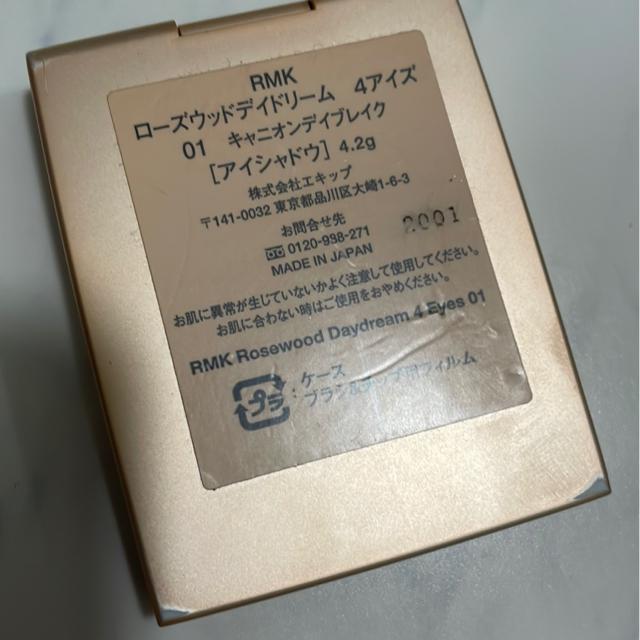 RMK
ローズウッドデイドリーム 4アイズ
01 キャニオンデイブレイク
[アイシャドウ] 4.2g
株式会社エキップ
〒141-0032 東京都品川区大崎1-6-3
お問合せ先
0120-998-271
MADE IN JAPAN
2001
お肌に異常が生じていないかよく注意して使用してください。
お肌に合わない時はご使用をおやめください。
RMK Rosewood Daydream 4 Eyes 01
プラ
: ケース
ブラシ&チップ用フィルム